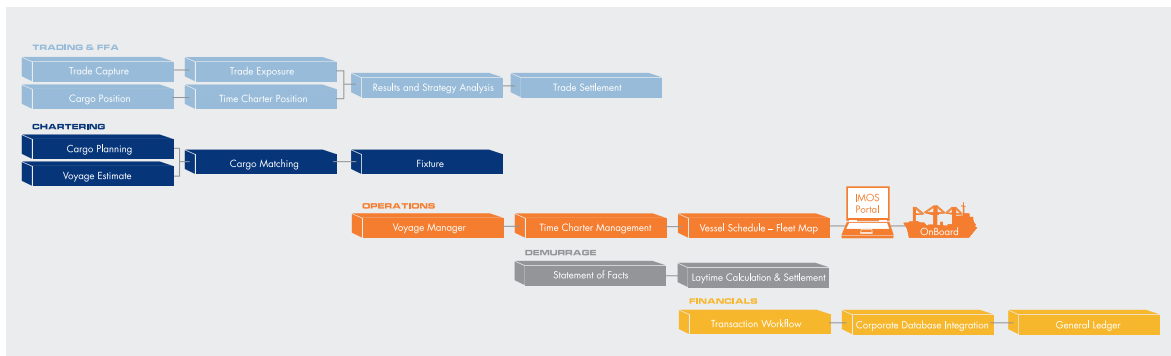 TRADING & FFA
Trade Capture
Trade Exposure
Cargo Position
Time Charter Position
Results and Strategy Analysis
Trade Settlement
CHARTERING
Cargo Planning
Voyage Estimate
Cargo Matching
Fixture
OPERATIONS
Voyage Manager
Time Charter Management
Vessel Schedule – Fleet Map
IMOS
Portal
OnBoard
DEMURRAGE
Statement of Facts
Laytime Calculation & Settlement
FINANCIALS
Transaction Workflow
Corporate Database Integration
General Ledger